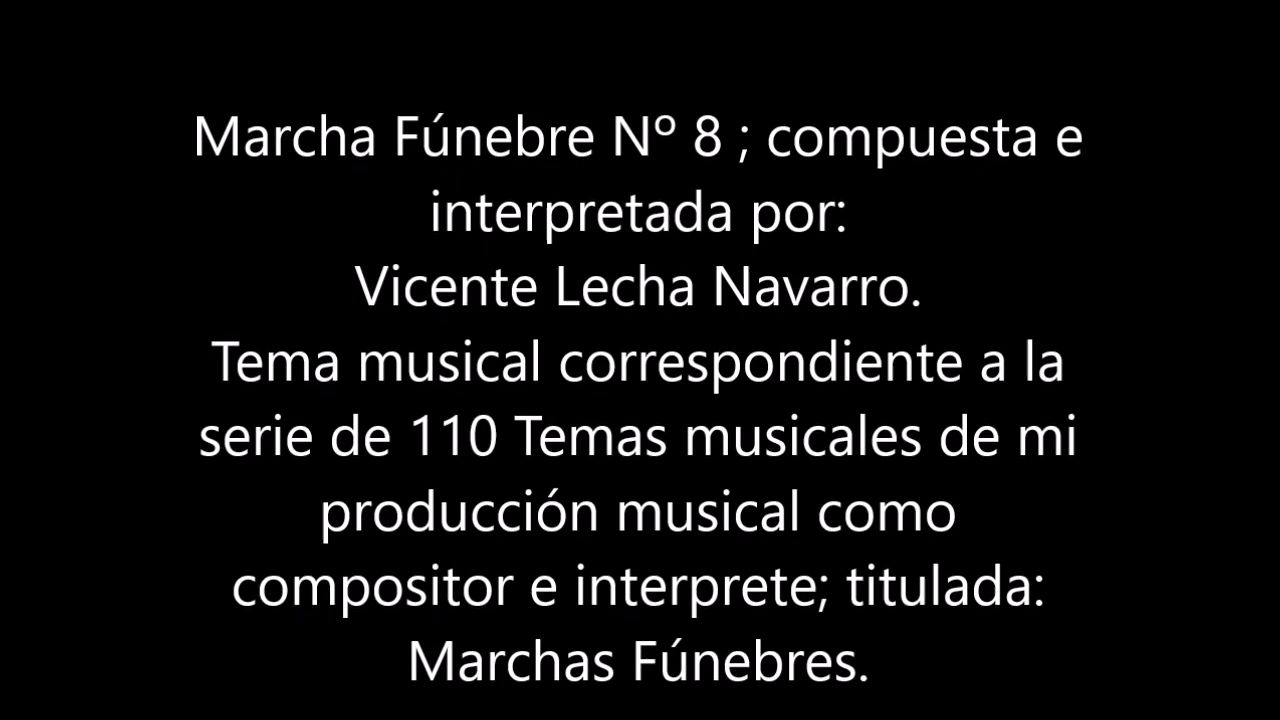 Marcha Fúnebre Nº 8 ; compuesta e
interpretada por:
Vicente Lecha Navarro.
Tema musical correspondiente a la
serie de 110 Temas musicales de mi
producción musical como
compositor e interprete; titulada:
Marchas Fúnebres.